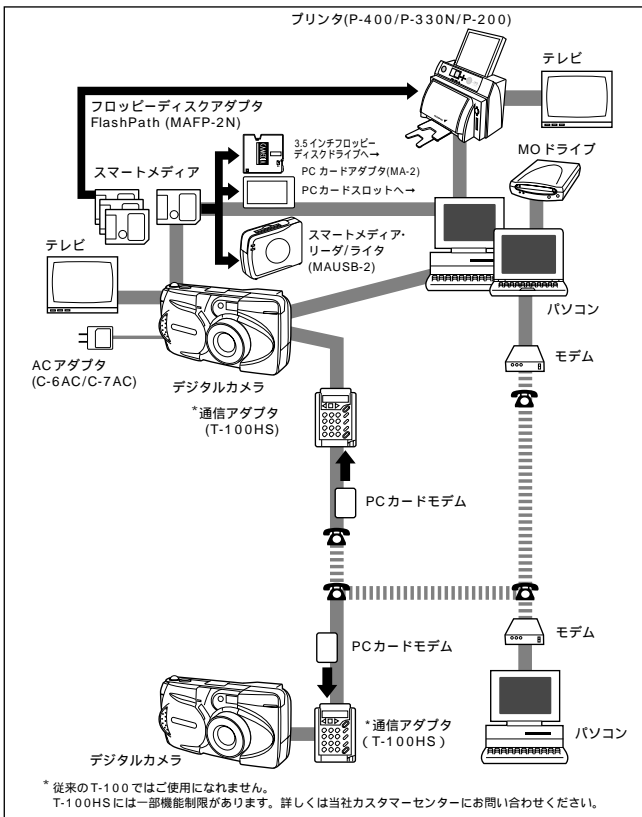 プリンタ(P-400/P-330N/P-200)
テレビ
フロッピーディスクアダプタ
FlashPath (MAFP-2N)
3.5インチフロッピー
ディスクドライブへ→
MOドライブ
スマートメディア
PCカードアダプタ(MA-2)
PCカードスロットへ→
スマートメディア・
リーダ/ライタ
(MAUSB-2)
テレビ
パソコン
ACアダプタ
(C-6AC/C-7AC)
モデム
デジタルカメラ
*通信アダプタ
(T-100HS)
PCカードモデム
モデム
PCカードモデム
*通信アダプタ
(T-100HS)
パソコン
デジタルカメラ
* 従来のT-100ではご使用になれません。
T-100HSには一部機能制限があります。詳しくは当社カスタマーセンターにお問い合わせください。